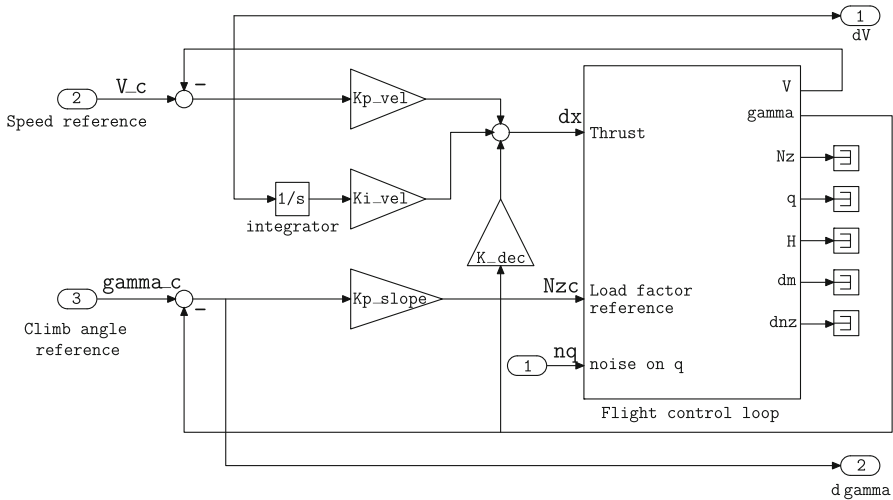 1
dV
V
V_c
–
2
Kp_vel
Speed reference
gamma
dx
Thrust
Nz
1/s
Ki_vel
q
integrator
H
K_dec
gamma_c
dm
3
–
Kp_slope
Nzc
Load factor
reference
Climb angle
reference
dnz
nq
1
noise on q
Flight control loop
2
d gamma